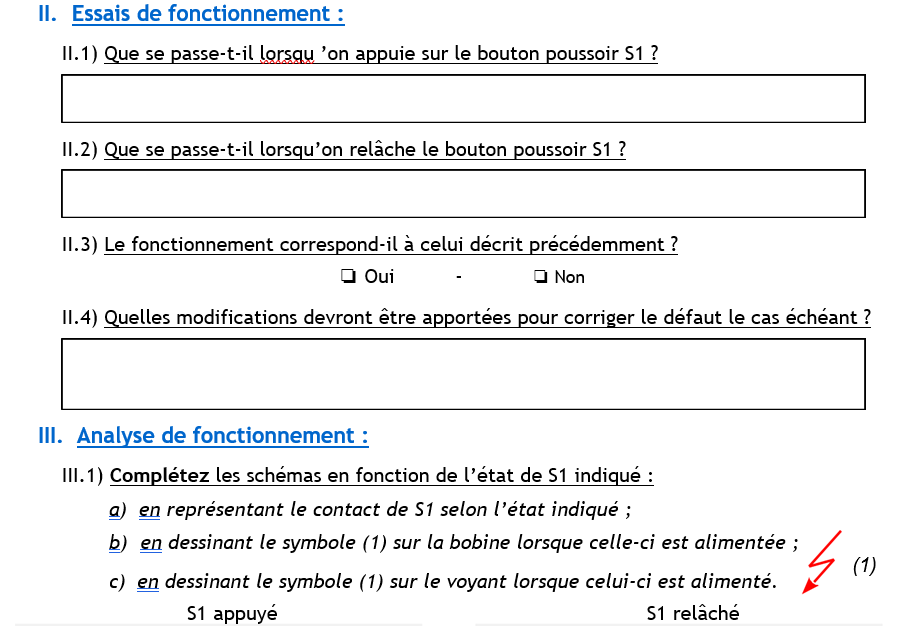 II. Essais de fonctionnement :
II.1) Que se passe-t-il lorsqu 'on appuie sur le bouton poussoir S1 ?
II.2) Que se passe-t-il lorsqu'on relâche le bouton poussoir S1 ?
II.3) Le fonctionnement correspond-il à celui décrit précédemment ?
❑ Oui - ❑ Non
II.4) Quelles modifications devront être apportées pour corriger le défaut le cas échéant ?
III. Analyse de fonctionnement :
III.1) Complétez les schémas en fonction de l'état de S1 indiqué :
a) en représentant le contact de S1 selon l'état indiqué ;
b) en dessinant le symbole (1) sur la bobine lorsque celle-ci est alimentée ;
(1)
c) en dessinant le symbole (1) sur le voyant lorsque celui-ci est alimenté.
S1 appuyé S1 relâché